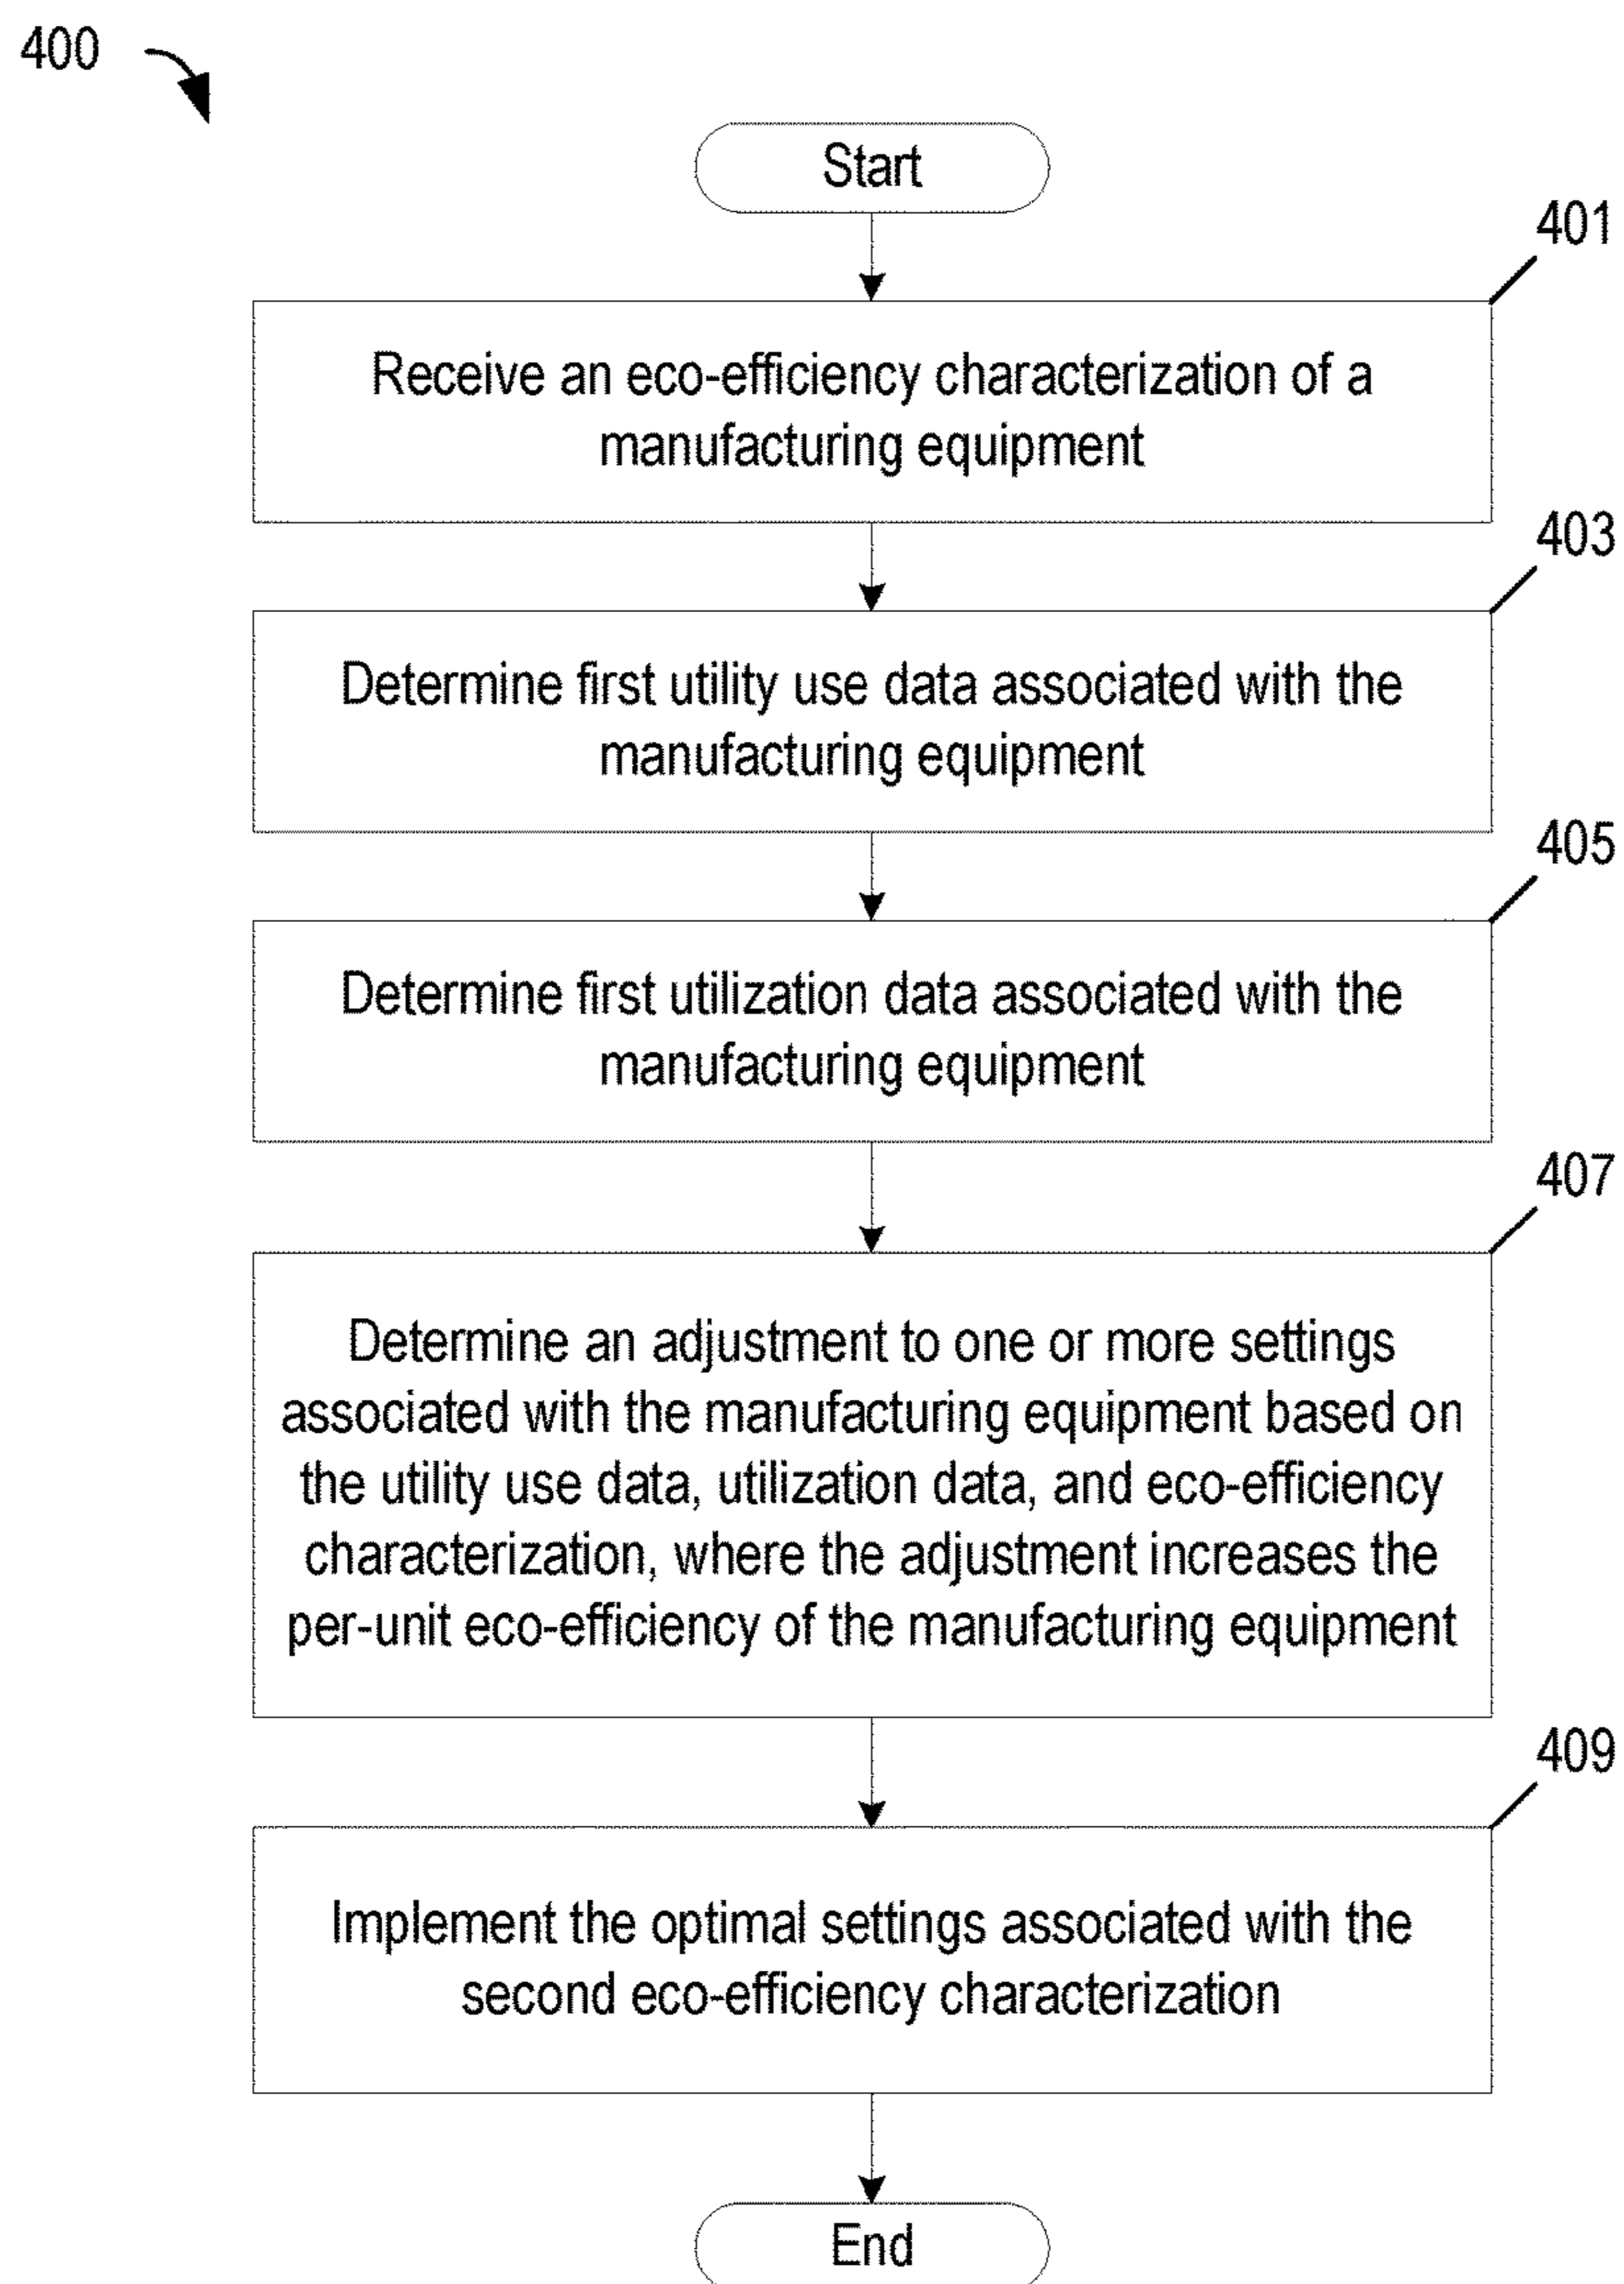 400
Start
401
Receive an eco-efficiency characterization of a
manufacturing equipment
403
Determine first utility use data associated with the
manufacturing equipment
405
Determine first utilization data associated with the
manufacturing equipment
407
Determine an adjustment to one or more settings
associated with the manufacturing equipment based on
the utility use data, utilization data, and eco-efficiency
characterization, where the adjustment increases the
per-unit eco-efficiency of the manufacturing equipment
409
Implement the optimal settings associated with the
second eco-efficiency characterization
End